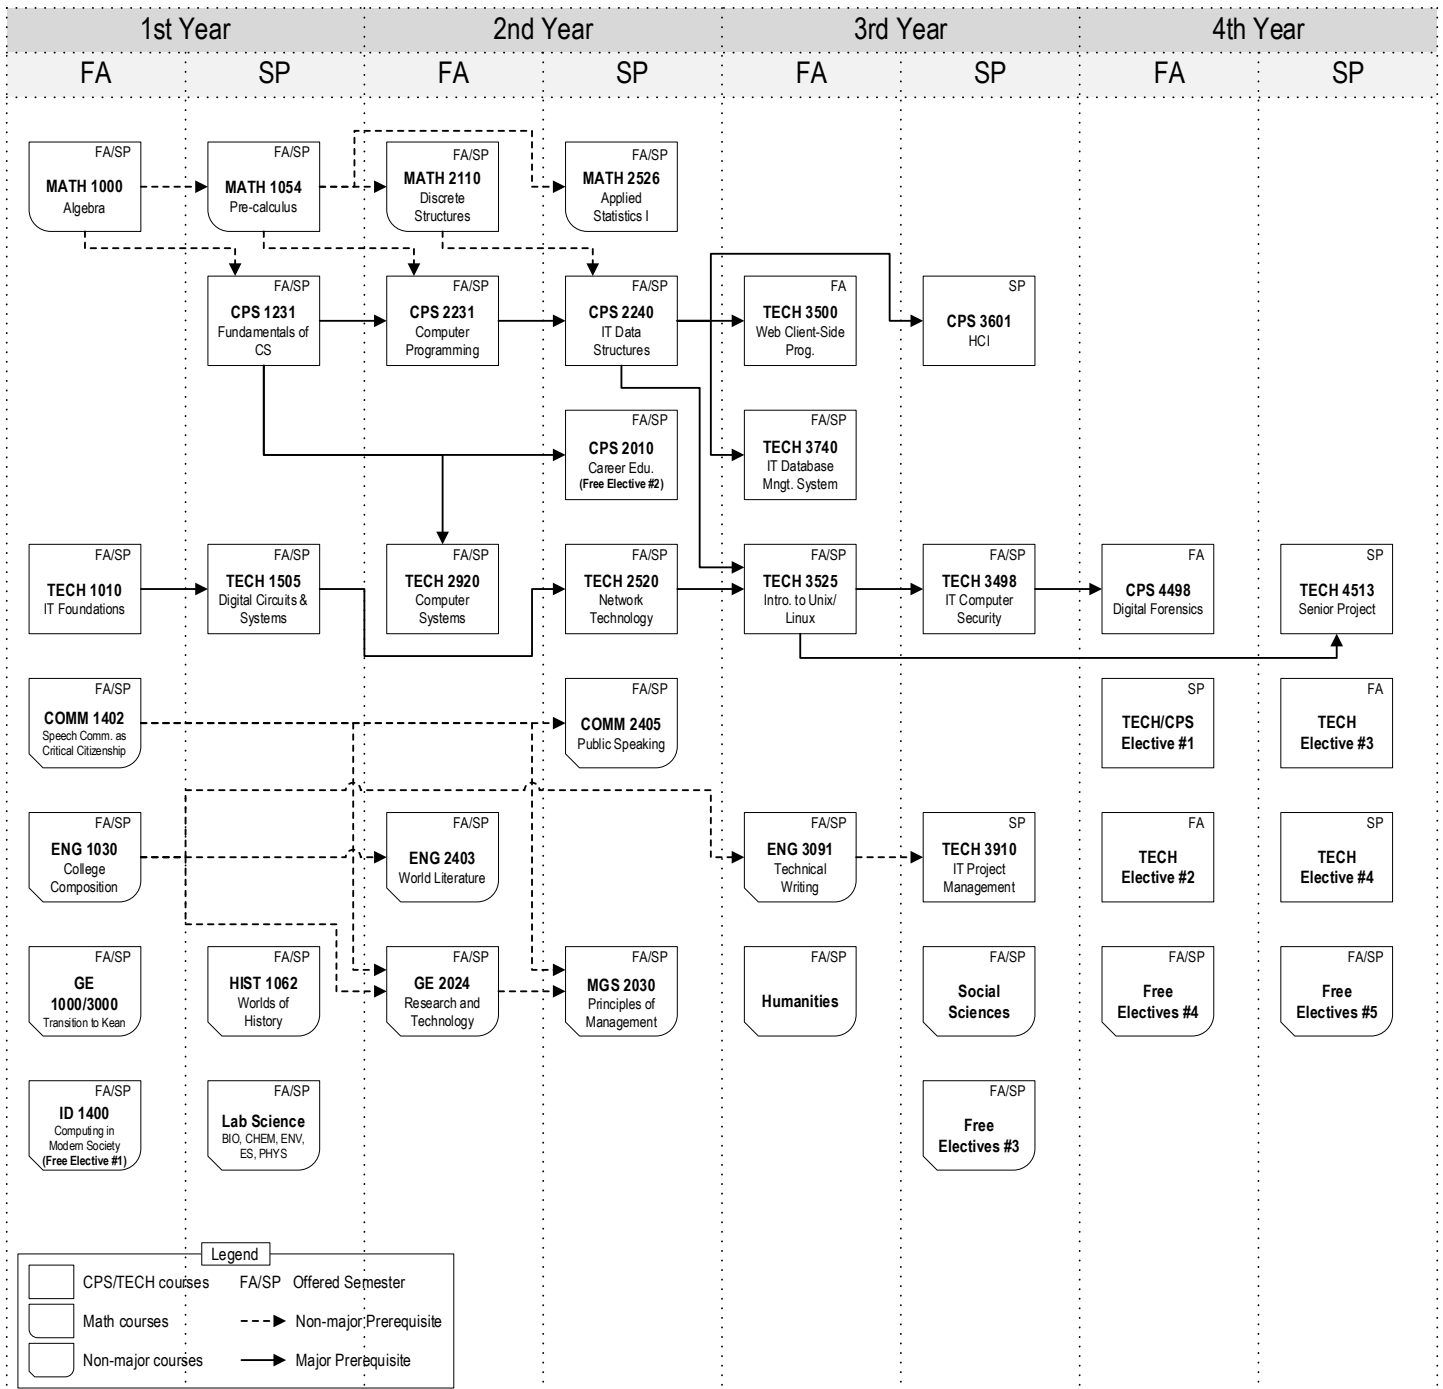 1st Year
2nd Year
3rd Year
4th Year
FA
SP
FA
SP
FA
SP
FA
SP
FA/SP
MATH 1000
Algebra
FA/SP
MATH 1054
Pre-calculus
FA/SP
MATH 2110
Discrete
Structures
FA/SP
MATH 2526
Applied
Statistics I
FA/SP
CPS 1231
Fundamentals of
CS
FA/SP
CPS 2231
Computer
Programming
FA/SP
CPS 2240
IT Data
Structures
FA
TECH 3500
Web Client-Side
Prog.
SP
CPS 3601
HCI
FA/SP
CPS 2010
Career Edu.
(Free Elective #2)
FA/SP
TECH 3740
IT Database
Mngt. System
FA/SP
TECH 1010
IT Foundations
FA/SP
TECH 1505
Digital Circuits &
Systems
FA/SP
TECH 2920
Computer
Systems
FA/SP
TECH 2520
Network
Technology
FA/SP
TECH 3525
Intro. to Unix/
Linux
FA/SP
TECH 3498
IT Computer
Security
FA
CPS 4498
Digital Forensics
SP
TECH 4513
Senior Project
FA/SP
COMM 1402
Speech Comm. as
Critical Citizenship
FA/SP
COMM 2405
Public Speaking
SP
TECH/CPS
Elective #1
FA
TECH
Elective #3
FA/SP
ENG 1030
College
Composition
FA/SP
ENG 2403
World Literature
FA/SP
ENG 3091
Technical
Writing
SP
TECH 3910
IT Project
Management
FA
TECH
Elective #2
SP
TECH
Elective #4
FA/SP
GE
1000/3000
Transition to Kean
FA/SP
HIST 1062
Worlds of
History
FA/SP
GE 2024
Research and
Technology
FA/SP
MGS 2030
Principles of
Management
FA/SP
Humanities
FA/SP
Social
Sciences
FA/SP
Free
Electives #4
FA/SP
Free
Electives #5
FA/SP
ID 1400
Computing in
Modern Society
(Free Elective #1)
FA/SP
Lab Science
BIO, CHEM, ENV,
ES, PHYS
FA/SP
Free
Electives #3
Legend
CPS/TECH courses
FA/SP Offered Semester
Math courses
Non-major Prerequisite
Non-major courses
Major Prerequisite